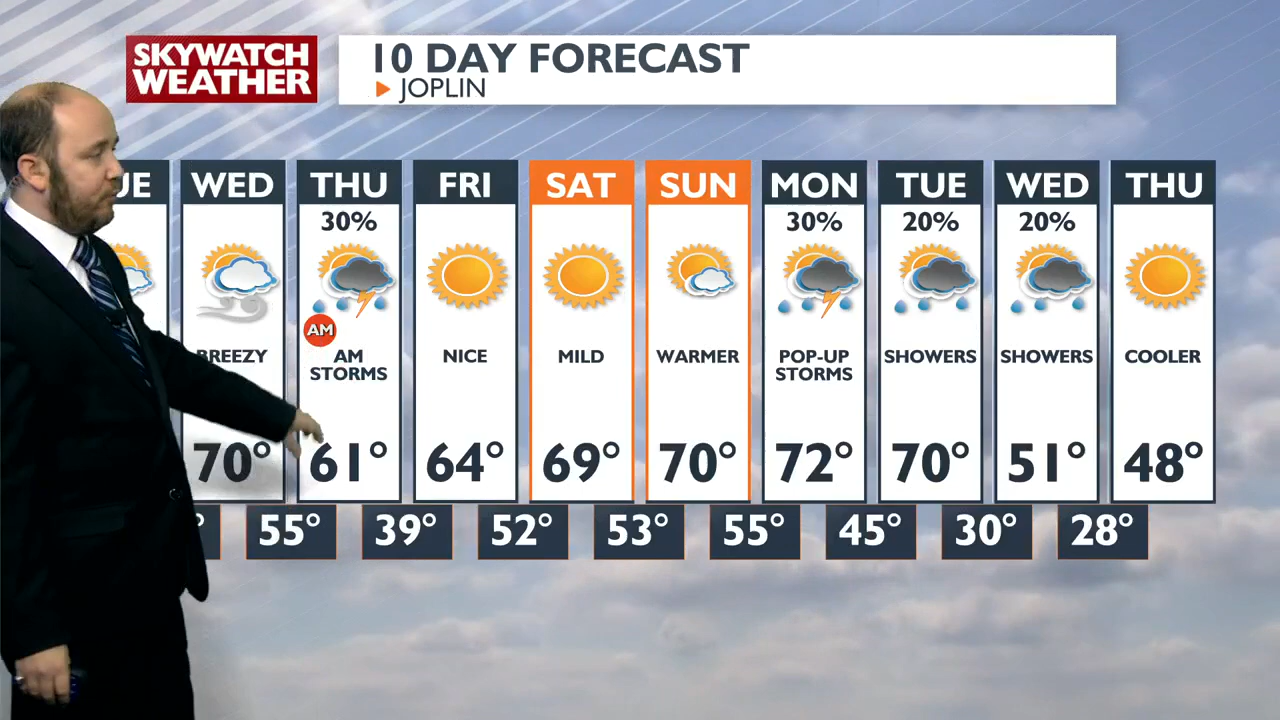 SKYWATCH
WEATHER
10 DAY FORECAST
JOPLIN
WED THU FRI SAT SUN MON TUE WED THU
30% 30% 20% 20%
AM
BREEZY AM NICE MILD WARMER POP-UP SHOWERS SHOWERS COOLER
STORMS STORMS
70° 61° 64° 69° 70° 72° 70° 51° 48°
55° 39° 52° 53° 55° 45° 30° 28°